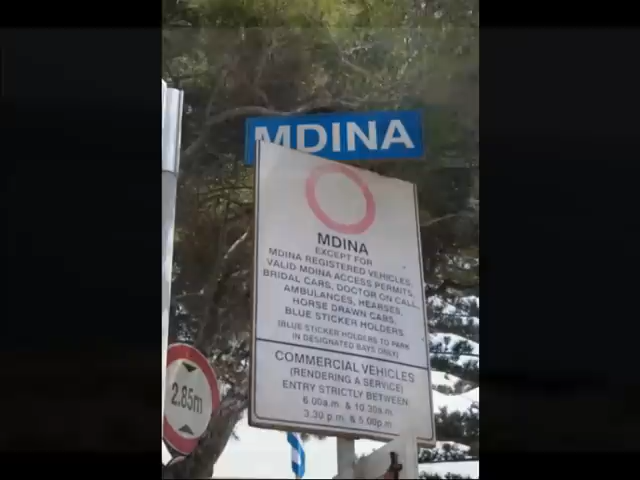 MDINA
MDINA
EXCEPT FOR
MDINA REGISTERED VEHICLES,
VALID MDINA ACCESS PERMITS,
BRIDAL CARS, DOCTOR ON CALL,
AMBULANCES, HEARSES,
HORSE DRAWN CABS,
BLUE STICKER HOLDERS
(BLUE STICKER HOLDERS TO PARK
IN DESIGNATED BAYS ONLY)
COMMERCIAL VEHICLES
(RENDERING A SERVICE)
ENTRY STRICTLY BETWEEN
6.00a.m. & 10.30a.m.
3.30 p.m. & 5.00p.m.
2.85m